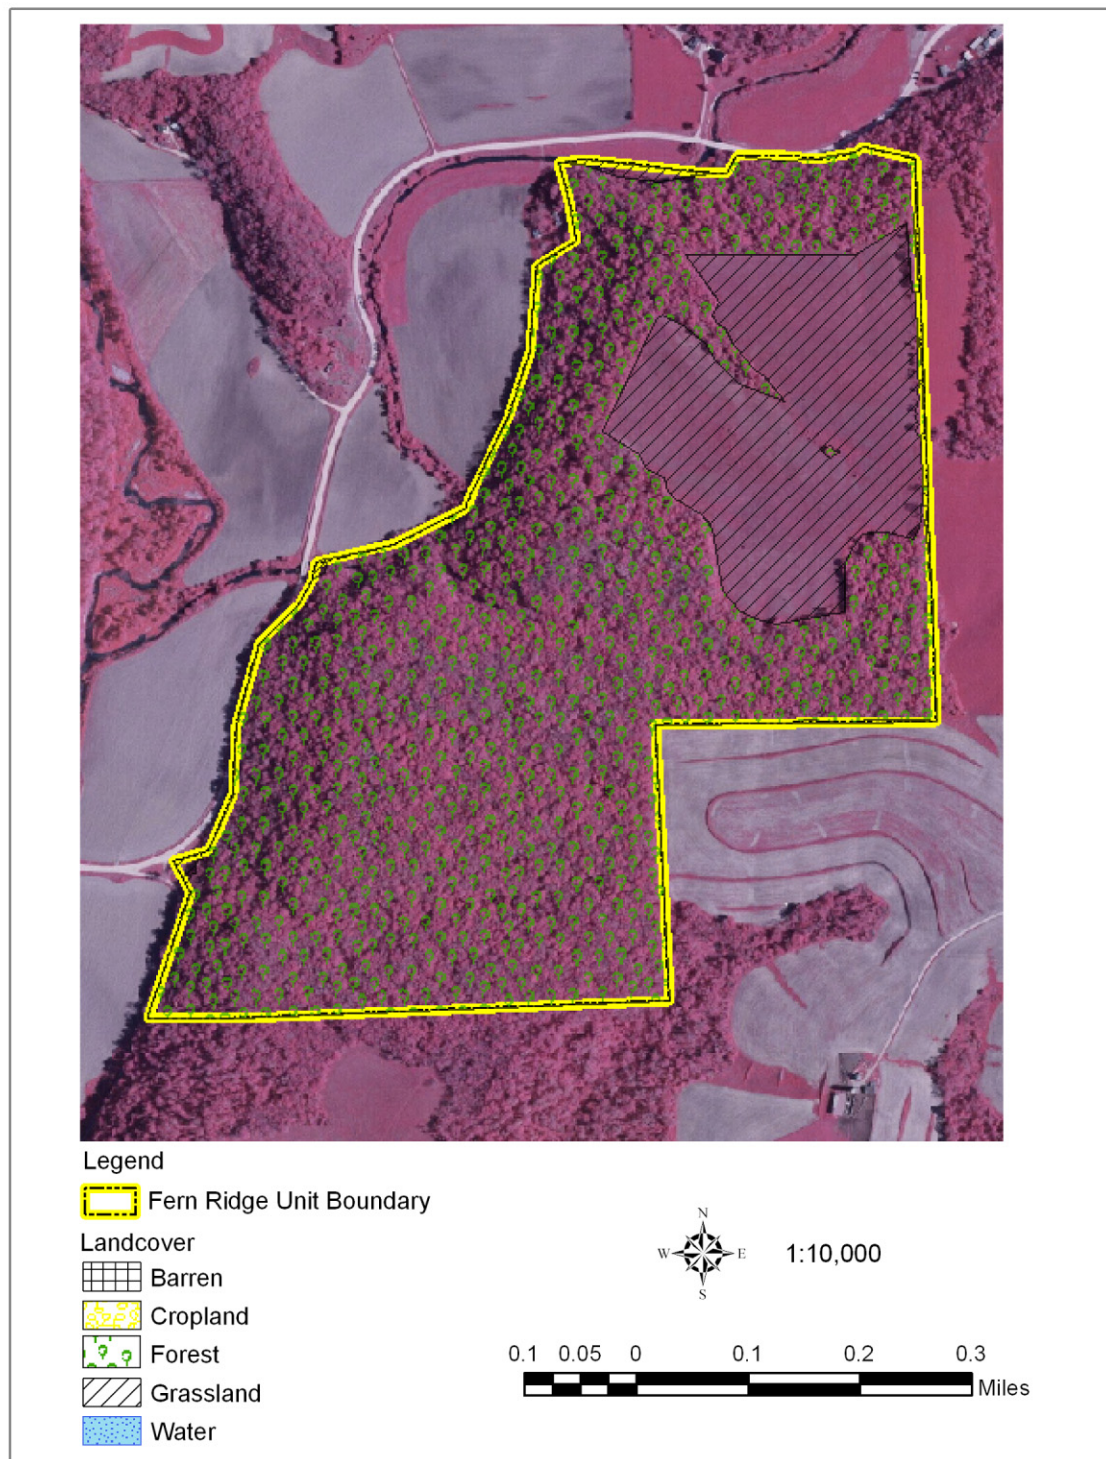 Legend
Fern Ridge Unit Boundary
Landcover
Barren
Cropland
Forest
Grassland
Water
N
W E
S
1:10,000
0.1 0.05 0 0.1 0.2 0.3
Miles